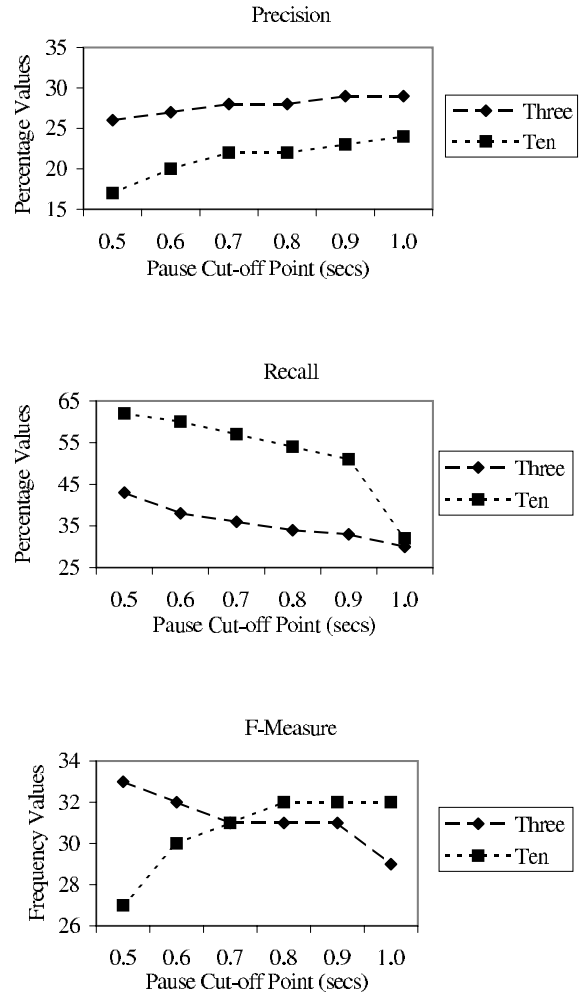 Precision
Percentage Values
35
30
25
20
15
0.5 0.6 0.7 0.8 0.9 1.0
Pause Cut-off Point (secs)
Three
Ten
Recall
Percentage Values
65
55
45
35
25
0.5 0.6 0.7 0.8 0.9 1.0
Pause Cut-off Point (secs)
Three
Ten
F-Measure
Frequency Values
34
32
30
28
26
0.5 0.6 0.7 0.8 0.9 1.0
Pause Cut-off Point (secs)
Three
Ten